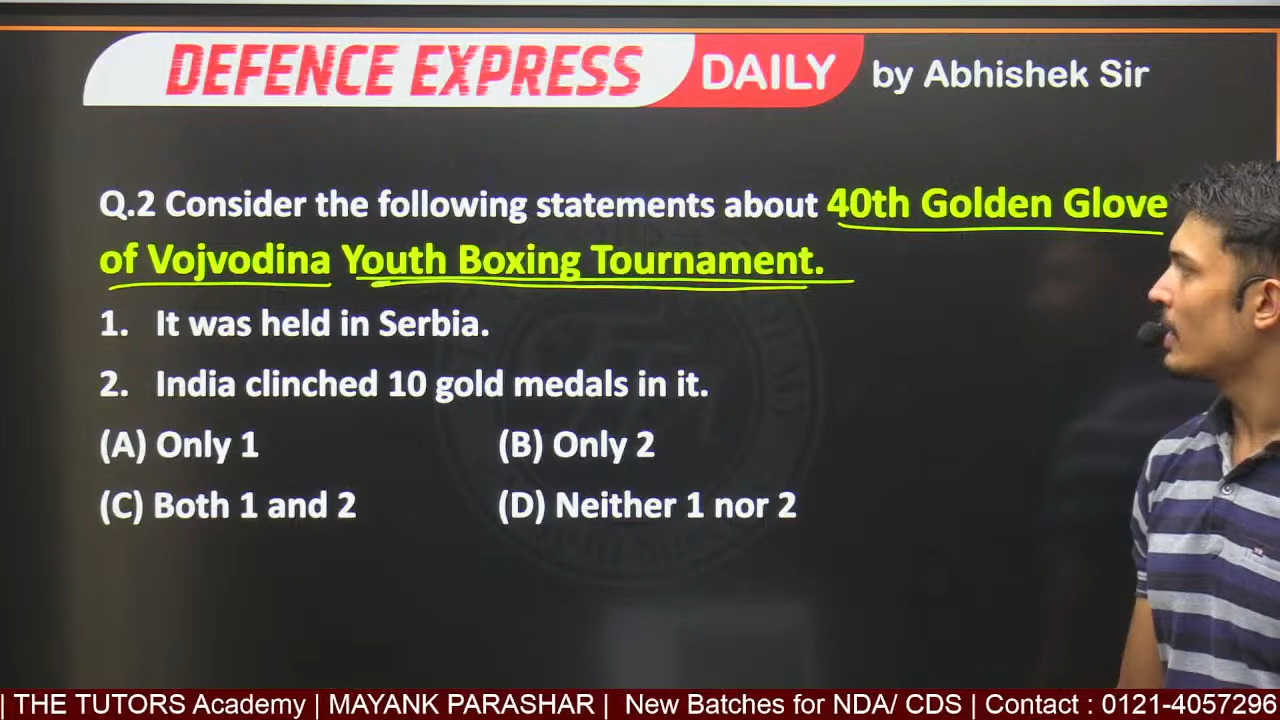 DEFENCE EXPRESS DAILY by Abhishek Sir
Q.2 Consider the following statements about 40th Golden Glove
of Vojvodina Youth Boxing Tournament.
1. It was held in Serbia.
2. India clinched 10 gold medals in it.
(A) Only 1 (B) Only 2
(C) Both 1 and 2 (D) Neither 1 nor 2
| THE TUTORS Academy | MAYANK PARASHAR | New Batches for NDA/ CDS | Contact : 0121-4057296